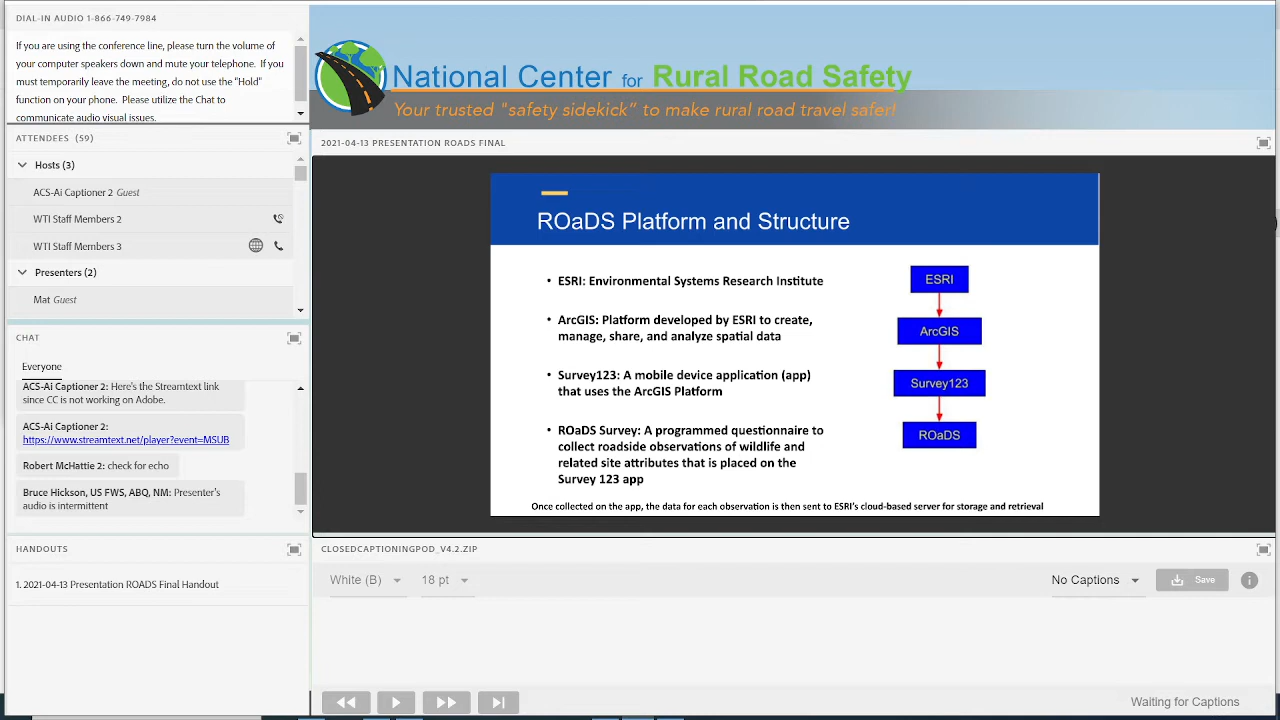 DIAL-IN AUDIO 1-866-749-7984
If you are using the conference line, please turn the volume of
your computer speakers down and mute your telephone. If you
must temporarily leave the meeting, do not use the "Hold"
function on your phone. Please utilize the Chat to
communicate audio visual issues.
ATTENDEES (59)
Hosts (3)
ACS-Ai Captioner 2 Guest
WTI Staff Members 2
WTI Staff Members 3
Presenters (2)
Mat Guest
CHAT
Everyone
ACS-Ai Captioner 2: Here's the Streamtext link
since CC is not working on Adobe.
ACS-Ai Captioner 2:
https://www.streamtext.net/player?event=MSUB
Robert McHattie 2: check for echo
Bruce Hickson, US FWS, ABQ, NM: Presenter's
audio is intermittent
HANDOUTS
1. 2021-04-13 Presentation ROADS Final Handout
National Center for Rural Road Safety
Your trusted "safety sidekick" to make rural road travel safer!
2021-04-13 PRESENTATION ROADS FINAL
ROaDS Platform and Structure
• ESRI: Environmental Systems Research Institute
• ArcGIS: Platform developed by ESRI to create,
manage, share, and analyze spatial data
• Survey123: A mobile device application (app)
that uses the ArcGIS Platform
• ROaDS Survey: A programmed questionnaire to
collect roadside observations of wildlife and
related site attributes that is placed on the
Survey 123 app
ESRI
ArcGIS
Survey123
ROaDS
Once collected on the app, the data for each observation is then sent to ESRI's cloud-based server for storage and retrieval
CLOSEDCAPTIONINGPOD_V4.2.ZIP
White (B)
18 pt
No Captions
Save
Waiting for Captions